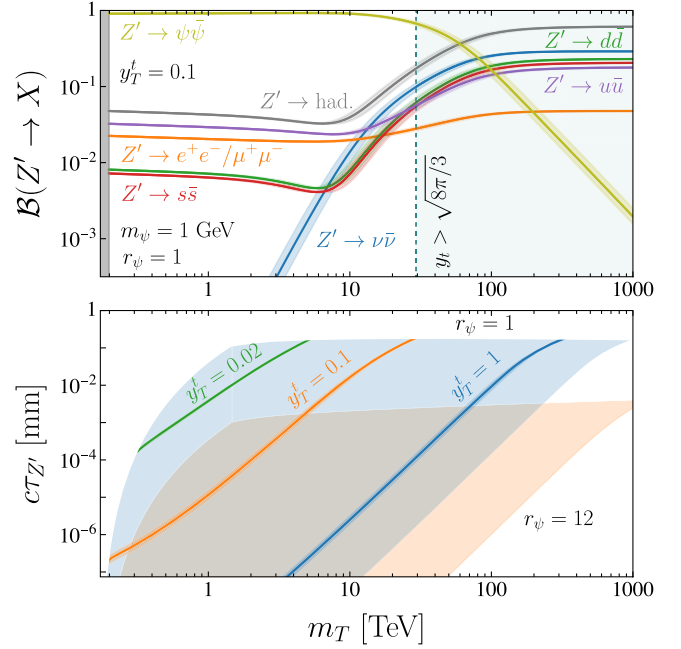 B(Z′ → X)
10⁰
10⁻¹
10⁻²
10⁻³
Z′ → ψψ̄
y_T^t = 0.1
Z′ → had.
Z′ → dd̄
Z′ → uū
Z′ → e⁺e⁻/μ⁺μ⁻
Z′ → ss̄
Z′ → νν̄
m_ψ = 1 GeV
r_ψ = 1
y_t > √(8π/3)
1 10 100 1000
cτ_Z′ [mm]
10⁰
10⁻²
10⁻⁴
10⁻⁶
r_ψ = 1
y_T^t = 0.02
y_T^t = 0.1
y_T^t = 1
r_ψ = 12
1 10 100 1000
m_T [TeV]